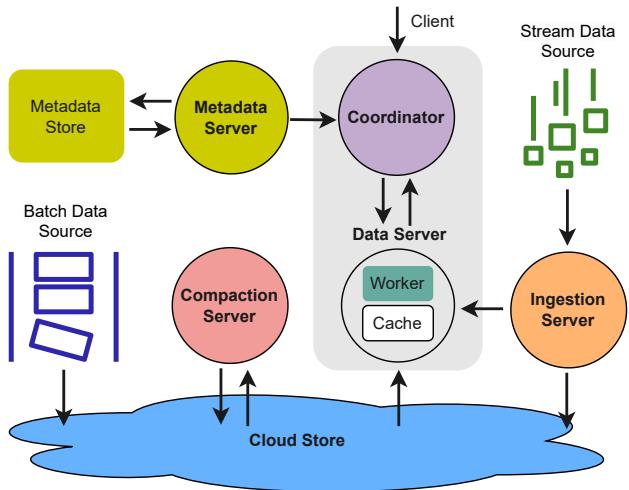 Client
Stream Data
Source
Metadata
Store
Metadata
Server
Coordinator
Batch Data
Source
Data Server
Compaction
Server
Worker
Cache
Ingestion
Server
Cloud Store